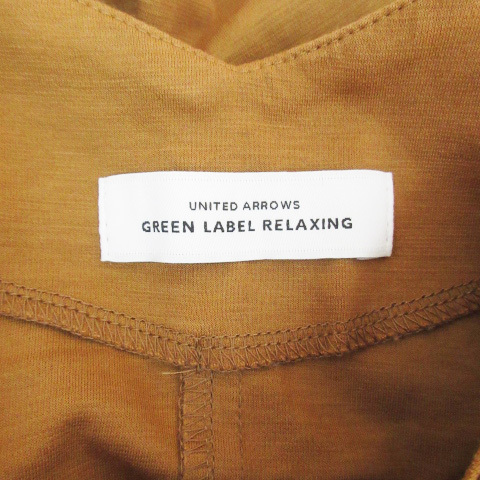 UNITED ARROWS
GREEN LABEL RELAXING